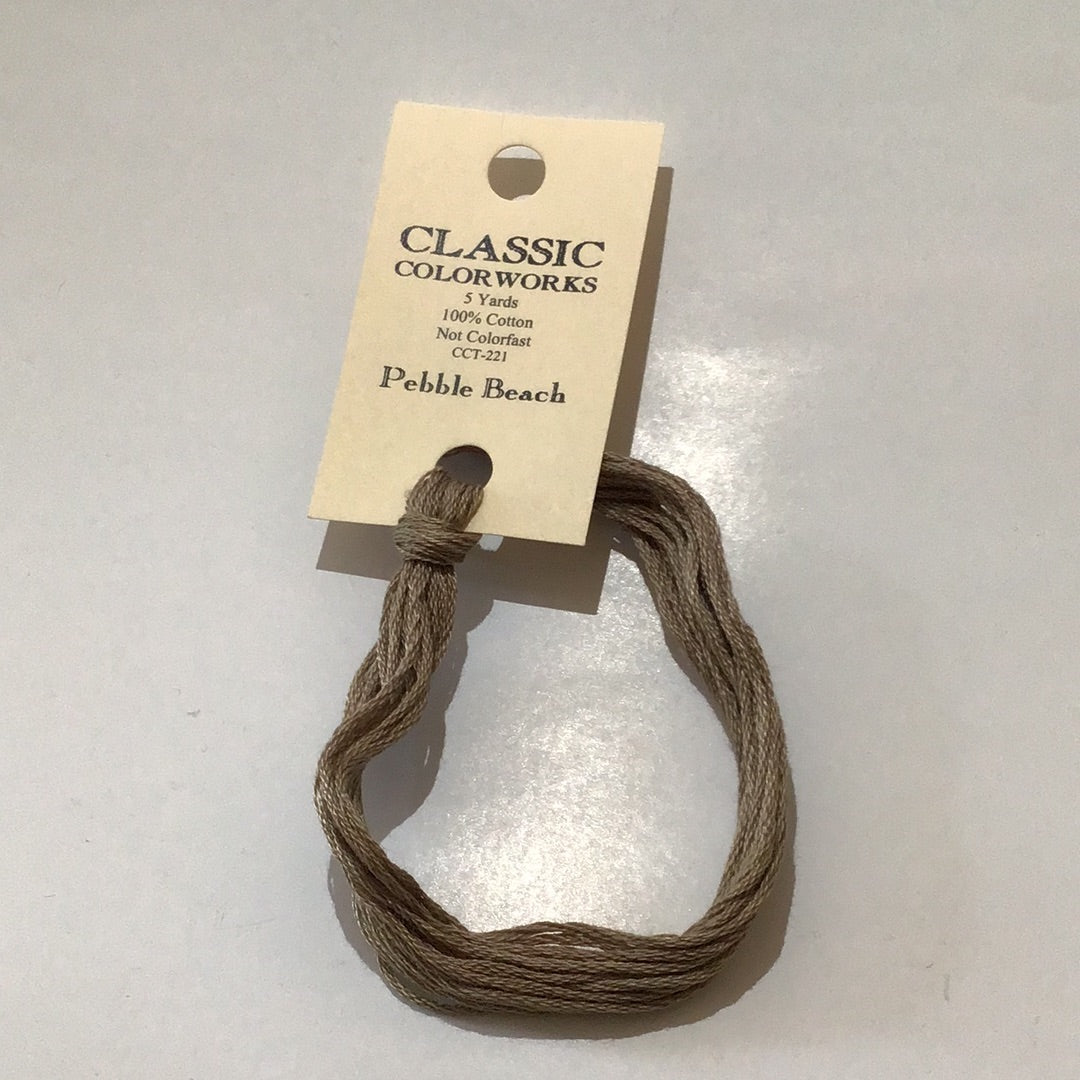 CLASSIC
COLORWORKS
5 Yards
100% Cotton
Not Colorfast
CCT-221
Pebble Beach